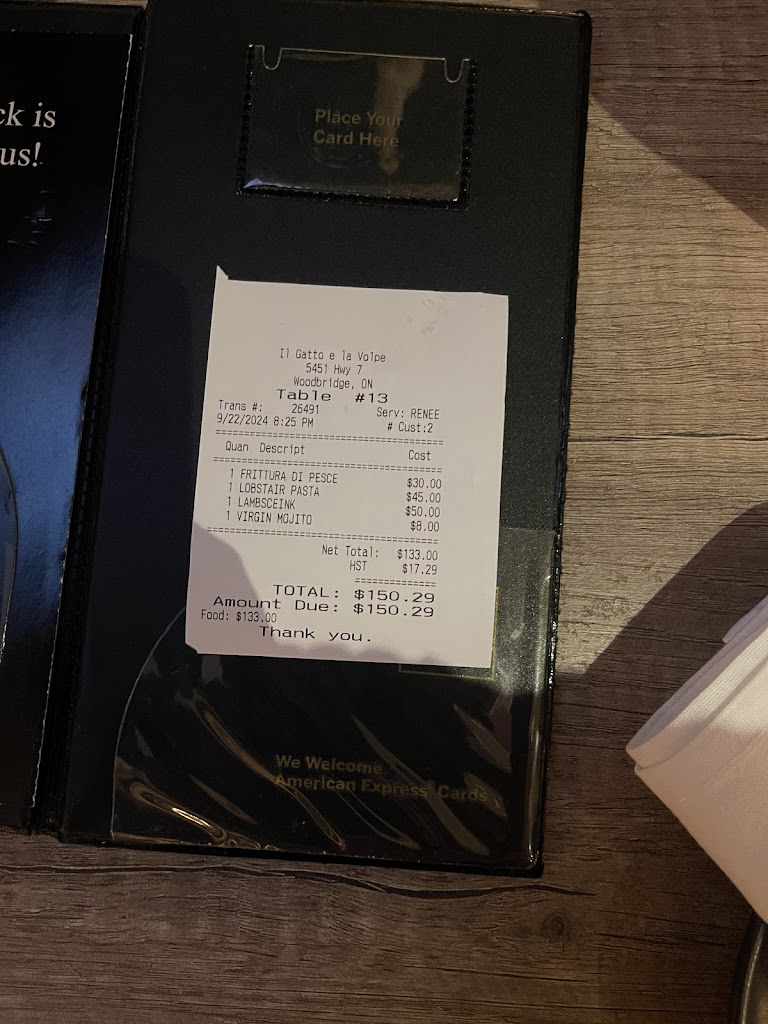 ck is
us!
Place Your
Card Here
Il Gatto e la Volpe
5451 Hwy 7
Woodbridge, ON
Table #13
Trans #: 26491 Serv: RENEE
9/22/2024 8:25 PM # Cust:2
Quan Descript Cost
1 FRITTURA DI PESCE $30.00
1 LOBSTAIR PASTA $45.00
1 LAMBSCEINK $50.00
1 VIRGIN MOJITO $8.00
Net Total: $133.00
HST $17.29
TOTAL: $150.29
Amount Due: $150.29
Food: $133.00
Thank you.
We Welcome
American Express Cards